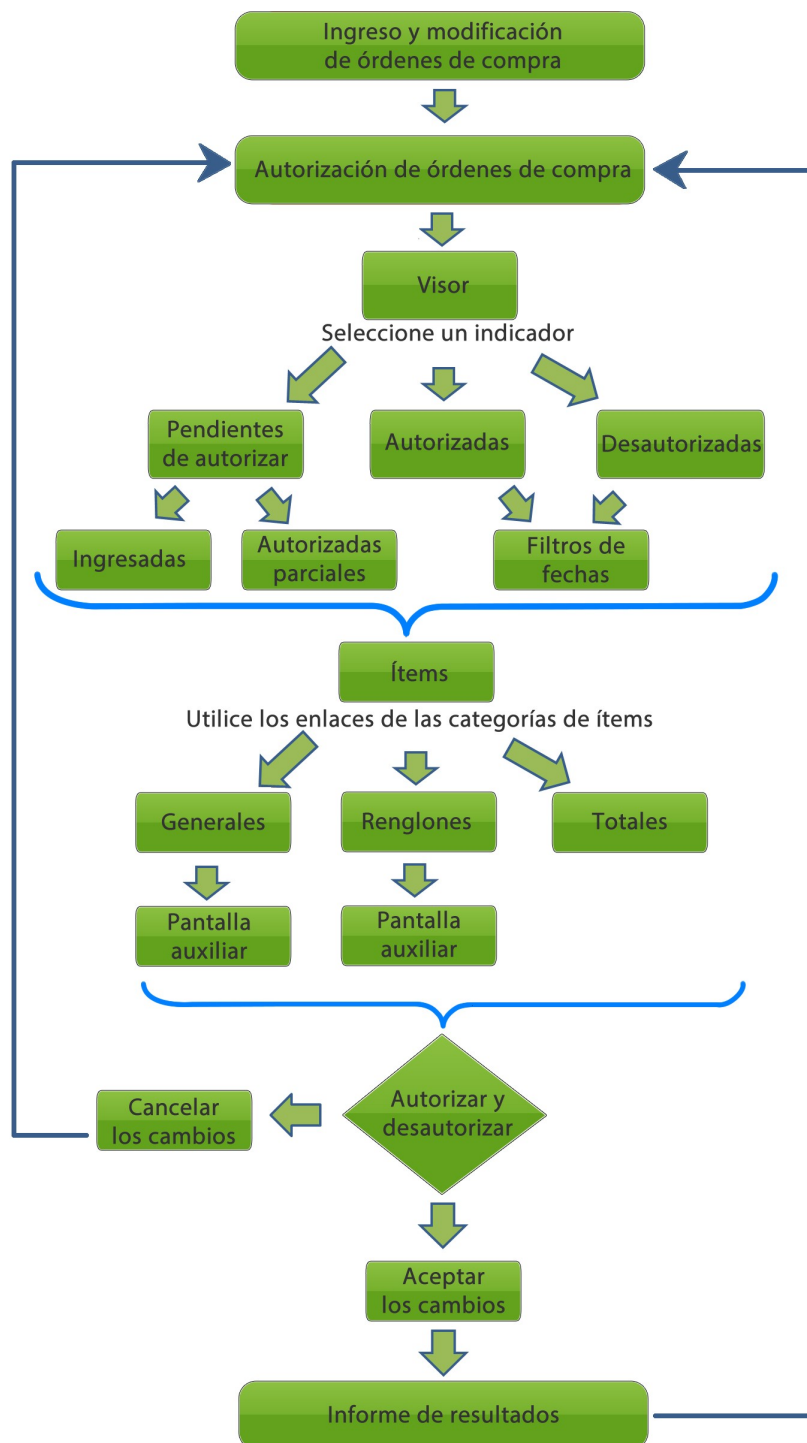 Ingreso y modificación
de órdenes de compra
Autorización de órdenes de compra
Visor
Seleccione un indicador
Pendientes
de autorizar
Autorizadas
Desautorizadas
Ingresadas
Autorizadas
parciales
Filtros de
fechas
Ítems
Utilice los enlaces de las categorías de ítems
Generales
Renglones
Totales
Pantalla
auxiliar
Pantalla
auxiliar
Autorizar y
desautorizar
Cancelar
los cambios
Aceptar
los cambios
Informe de resultados